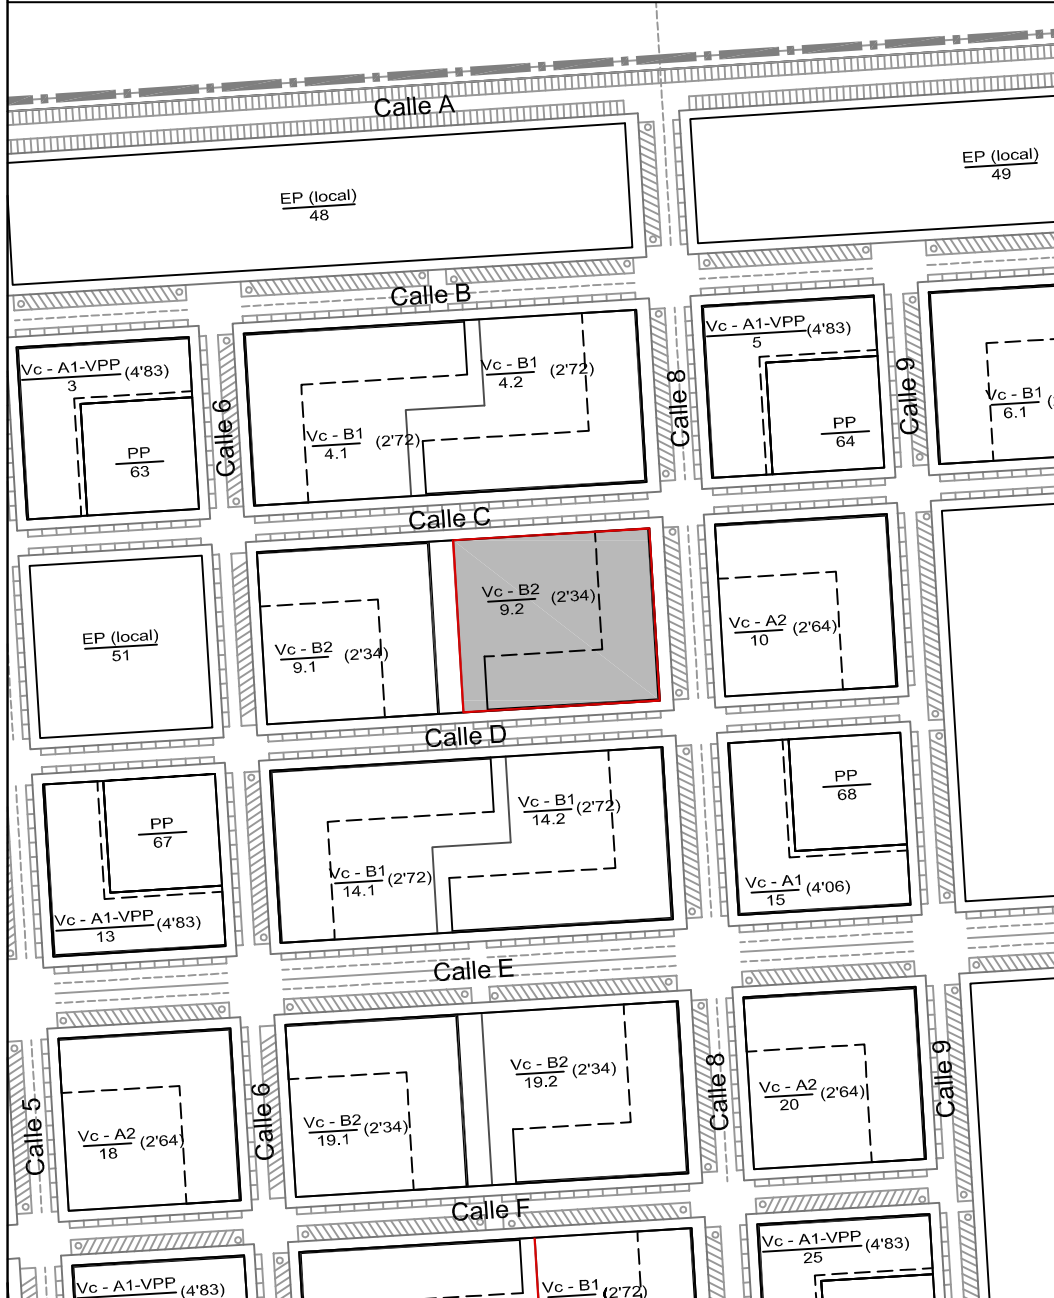 Calle A
EP (local)
48
EP (local)
49
Calle B
Vc - A1-VPP (4'83)
3
PP
63
Calle 6
Vc - B1 (2'72)
4.2
Vc - B1 (2'72)
4.1
Calle 8
Vc - A1-VPP (4'83)
5
PP
64
Calle 9
Vc - B1 (
6.1
Calle C
EP (local)
51
Vc - B2 (2'34)
9.1
Vc - B2 (2'34)
9.2
Vc - A2 (2'64)
10
Calle D
PP
67
Vc - A1-VPP (4'83)
13
Vc - B1 (2'72)
14.2
Vc - B1 (2'72)
14.1
PP
68
Vc - A1 (4'06)
15
Calle E
Calle 5
Vc - A2 (2'64)
18
Calle 6
Vc - B2 (2'34)
19.1
Vc - B2 (2'34)
19.2
Calle 8
Vc - A2 (2'64)
20
Calle 9
Calle F
Vc - A1-VPP (4'83)
Vc - B1 (2'72)
Vc - A1-VPP (4'83)
25